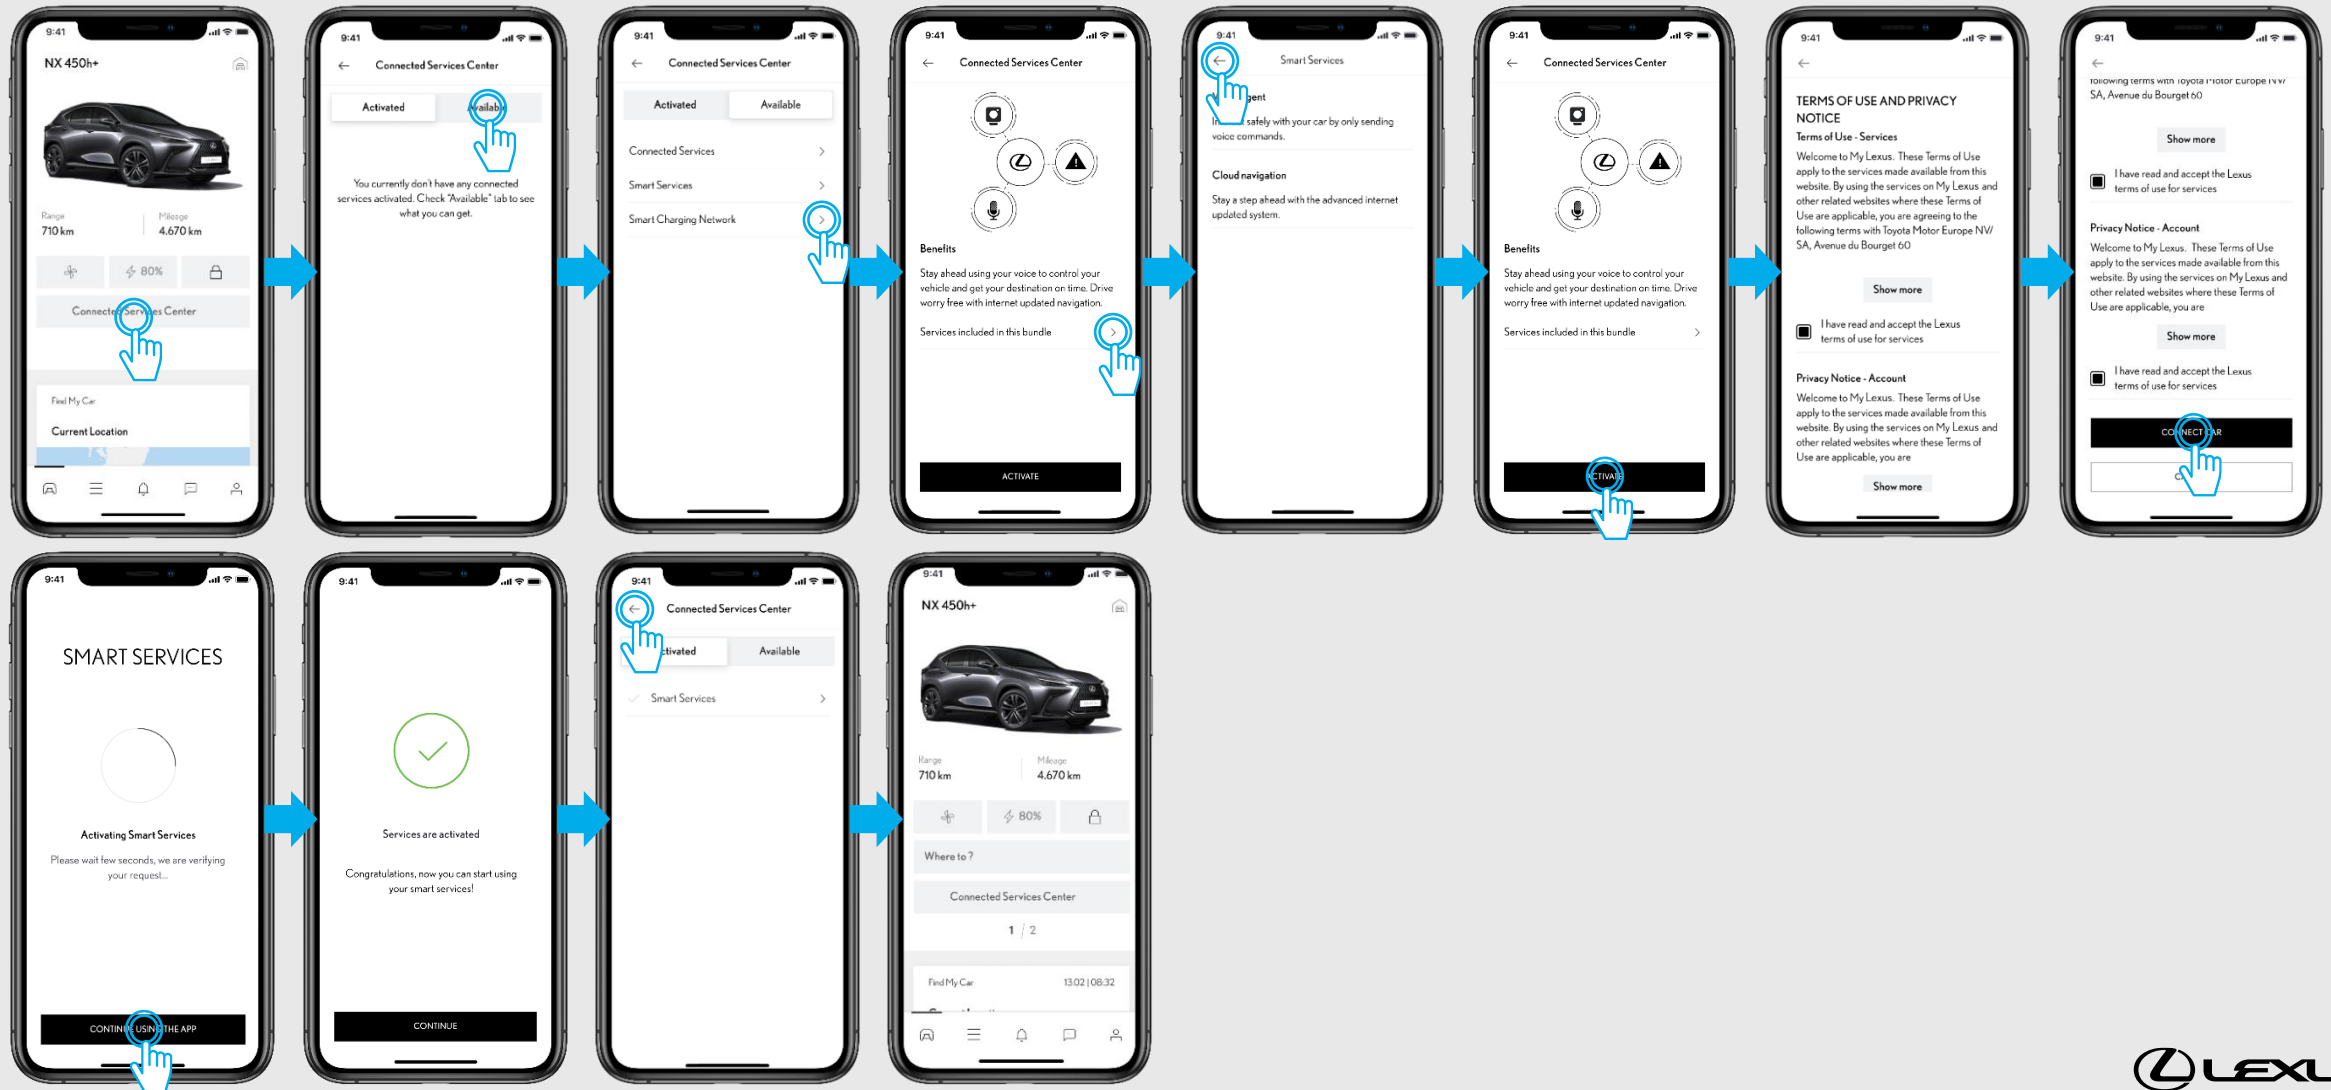 9:41
NX 450h+
Range
710 km
Mileage
4.670 km
80%
Connected Services Center
Find My Car
Current Location
9:41
Connected Services Center
Activated
Available
You currently don't have any connected
services activated. Check "Available" tab to see
what you can get.
9:41
Connected Services Center
Activated
Available
Connected Services
Smart Services
Smart Charging Network
9:41
Connected Services Center
Benefits
Stay ahead using your voice to control your
vehicle and get your destination on time. Drive
worry free with internet updated navigation.
Services included in this bundle
ACTIVATE
9:41
Smart Services
safely with your car by only sending
voice commands.
Cloud navigation
Stay a step ahead with the advanced internet
updated system.
9:41
Connected Services Center
Benefits
Stay ahead using your voice to control your
vehicle and get your destination on time. Drive
worry free with internet updated navigation.
Services included in this bundle
ACTIVATE
9:41
TERMS OF USE AND PRIVACY
NOTICE
Terms of Use - Services
Welcome to My Lexus. These Terms of Use
apply to the services made available from this
website. By using the services on My Lexus and
other related websites where these Terms of
Use are applicable, you are agreeing to the
following terms with Toyota Motor Europe NV/
SA, Avenue du Bourget 60
Show more
I have read and accept the Lexus
terms of use for services
Privacy Notice - Account
Welcome to My Lexus. These Terms of Use
apply to the services made available from this
website. By using the services on My Lexus and
other related websites where these Terms of
Use are applicable, you are
Show more
9:41
following terms with Toyota Motor Europe NV/
SA, Avenue du Bourget 60
Show more
I have read and accept the Lexus
terms of use for services
Privacy Notice - Account
Welcome to My Lexus. These Terms of Use
apply to the services made available from this
website. By using the services on My Lexus and
other related websites where these Terms of
Use are applicable, you are
Show more
I have read and accept the Lexus
terms of use for services
CONNECT CAR
9:41
SMART SERVICES
Activating Smart Services
Please wait few seconds, we are verifying
your request...
CONTINUE USING THE APP
9:41
Services are activated
Congratulations, now you can start using
your smart services!
CONTINUE
9:41
Connected Services Center
Activated
Available
Smart Services
9:41
NX 450h+
Range
710 km
Mileage
4.670 km
80%
Where to ?
Connected Services Center
1 / 2
Find My Car
13.02 | 08:32
LEXU